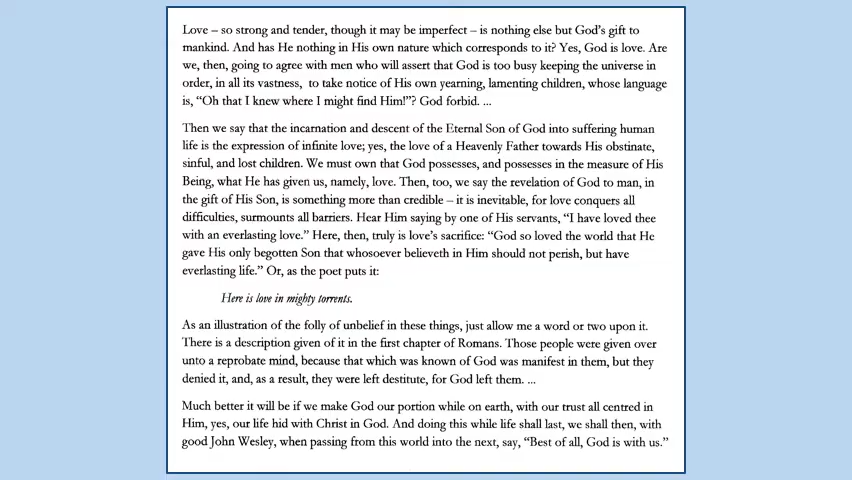 Love – so strong and tender, though it may be imperfect – is nothing else but God's gift to
mankind. And has He nothing in His own nature which corresponds to it? Yes, God is love. Are
we, then, going to agree with men who will assert that God is too busy keeping the universe in
order, in all its vastness,  to take notice of His own yearning, lamenting children, whose language
is, “Oh that I knew where I might find Him!”? God forbid. ...
Then we say that the incarnation and descent of the Eternal Son of God into suffering human
life is the expression of infinite love; yes, the love of a Heavenly Father towards His obstinate,
sinful, and lost children. We must own that God possesses, and possesses in the measure of His
Being, what He has given us, namely, love. Then, too, we say the revelation of God to man, in
the gift of His Son, is something more than credible – it is inevitable, for love conquers all
difficulties, surmounts all barriers. Hear Him saying by one of His servants, “I have loved thee
with an everlasting love.” Here, then, truly is love's sacrifice: “God so loved the world that He
gave His only begotten Son that whosoever believeth in Him should not perish, but have
everlasting life.” Or, as the poet puts it:
Here is love in mighty torrents.
As an illustration of the folly of unbelief in these things, just allow me a word or two upon it.
There is a description given of it in the first chapter of Romans. Those people were given over
unto a reprobate mind, because that which was known of God was manifest in them, but they
denied it, and, as a result, they were left destitute, for God left them. ...
Much better it will be if we make God our portion while on earth, with our trust all centred in
Him, yes, our life hid with Christ in God. And doing this while life shall last, we shall then, with
good John Wesley, when passing from this world into the next, say, “Best of all, God is with us.”